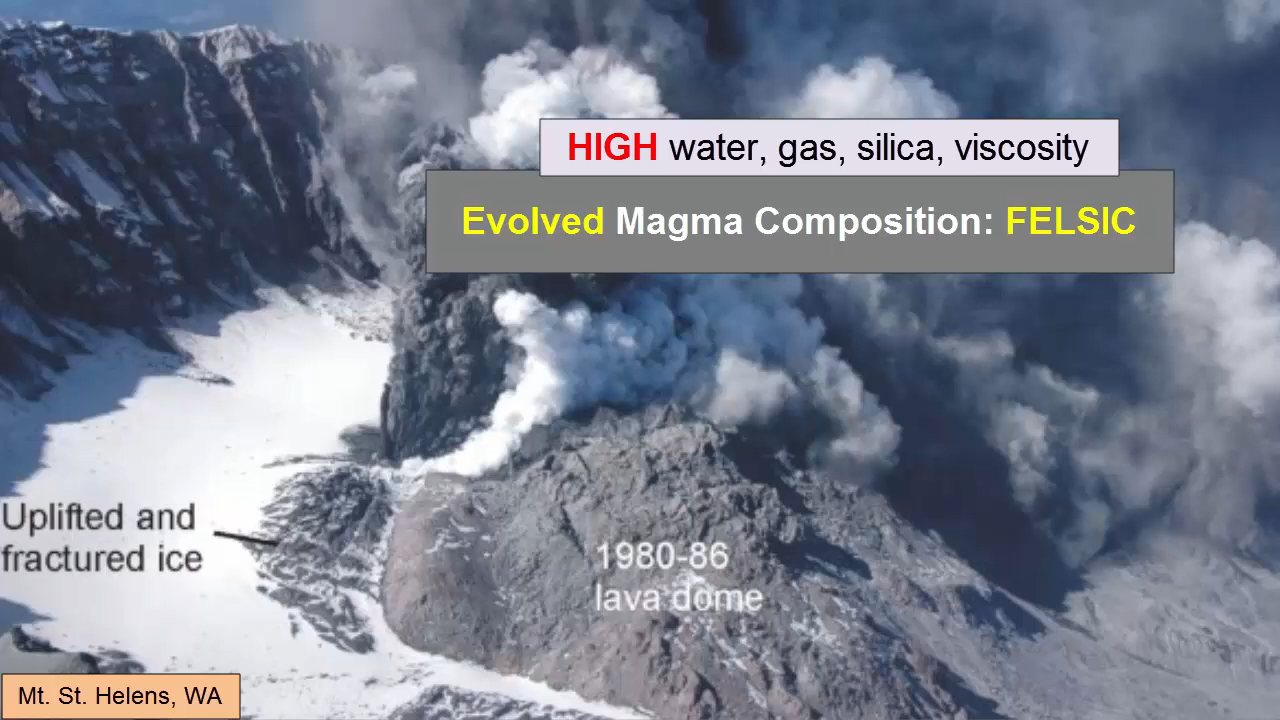 HIGH water, gas, silica, viscosity
Evolved Magma Composition: FELSIC
Uplifted and
fractured ice
1980-86
lava dome
Mt. St. Helens, WA